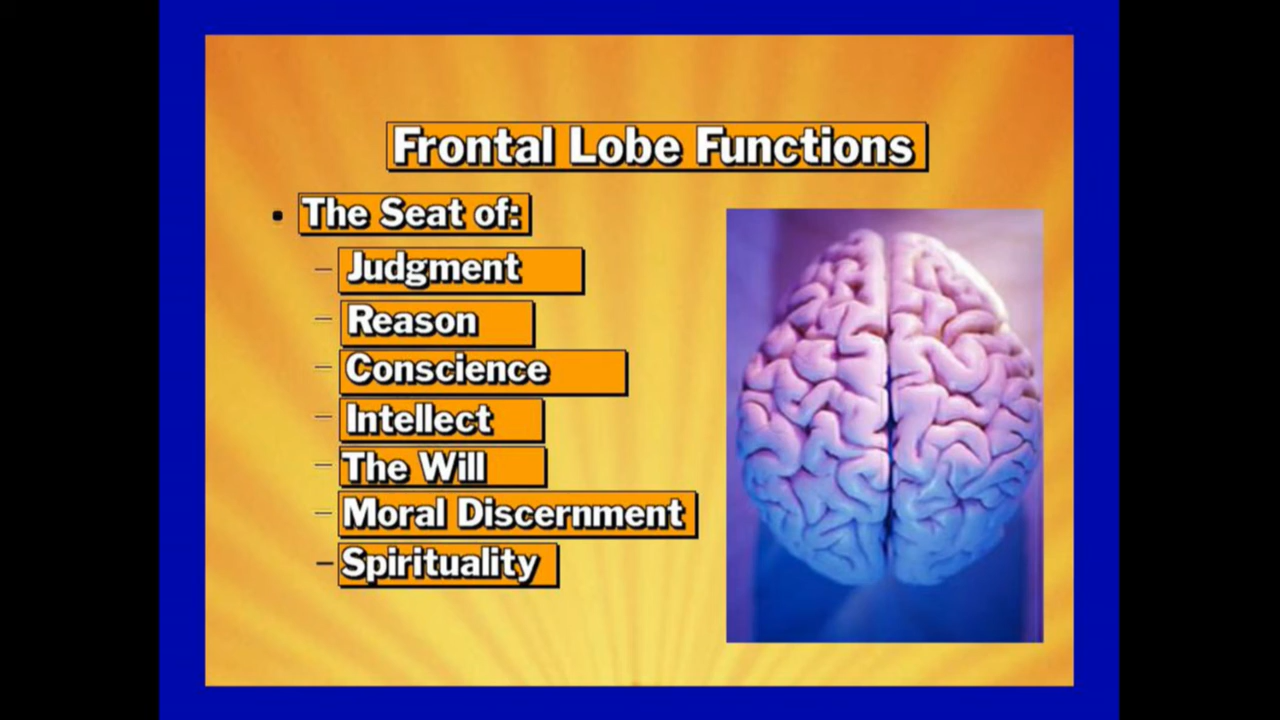 Frontal Lobe Functions
• The Seat of:
– Judgment
– Reason
– Conscience
– Intellect
– The Will
– Moral Discernment
– Spirituality